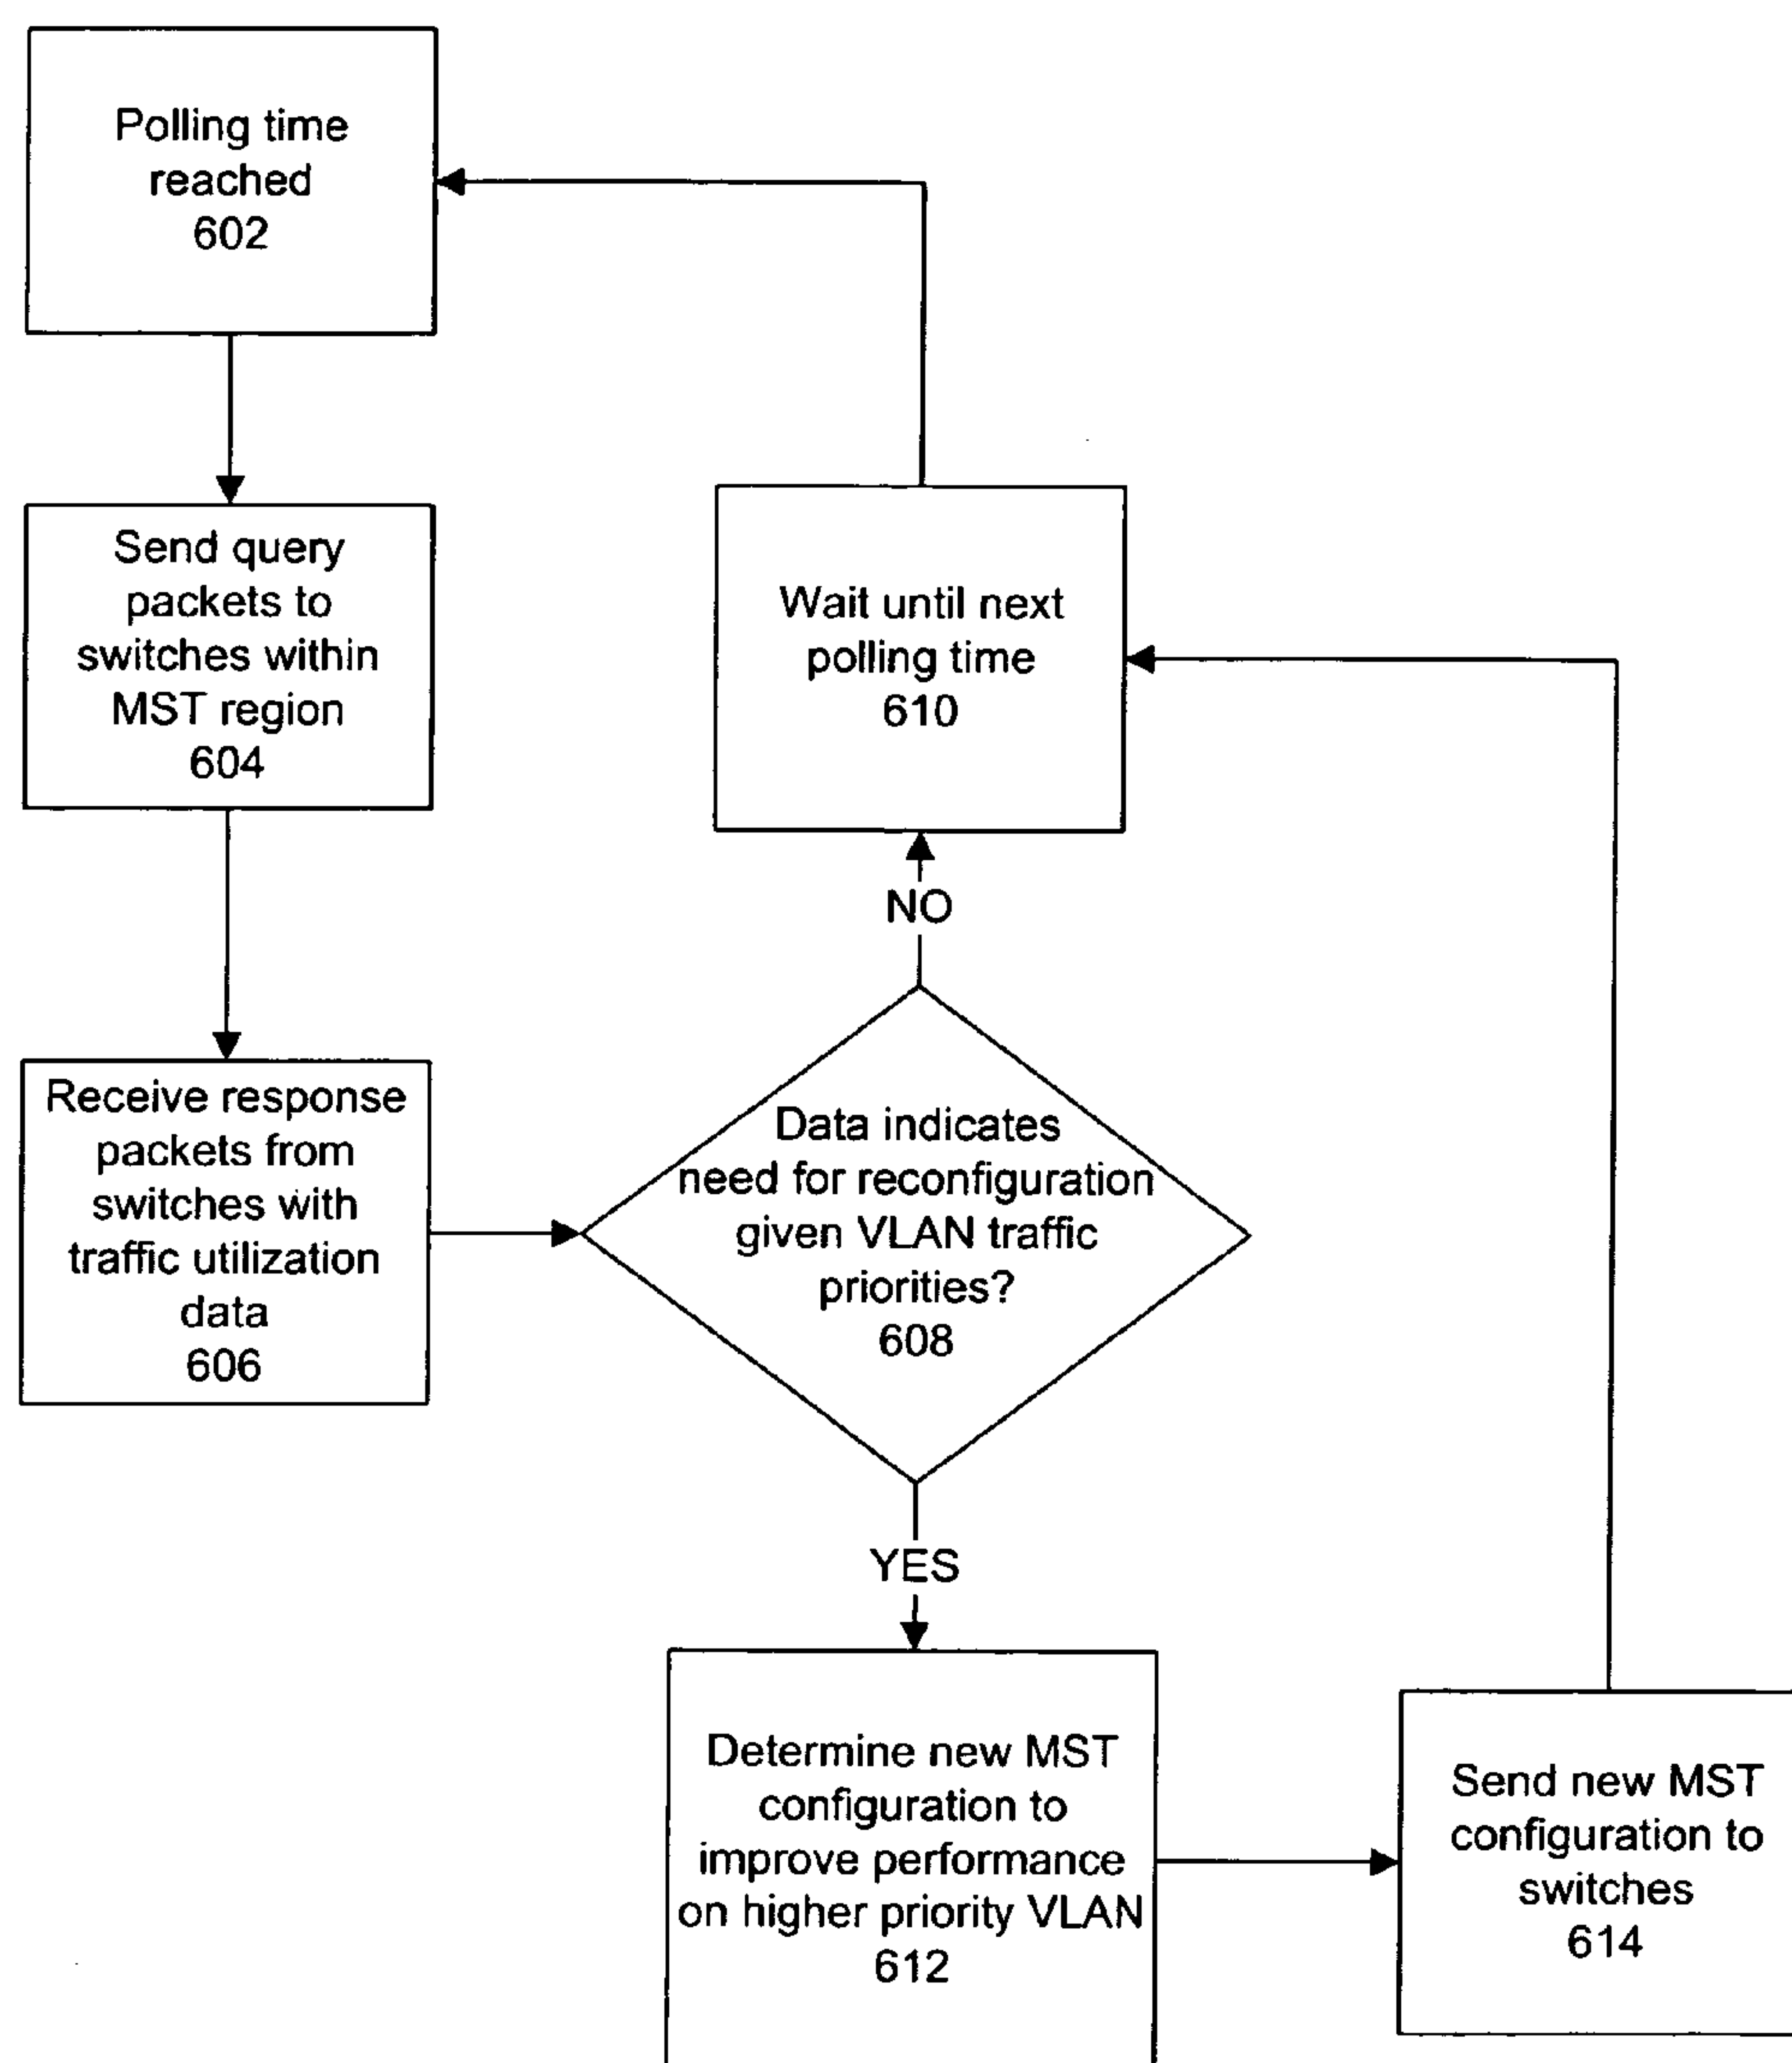 Polling time
reached
602
Send query
packets to
switches within
MST region
604
Receive response
packets from
switches with
traffic utilization
data
606
Data indicates
need for reconfiguration
given VLAN traffic
priorities?
608
NO
Wait until next
polling time
610
YES
Determine new MST
configuration to
improve performance
on higher priority VLAN
612
Send new MST
configuration to
switches
614